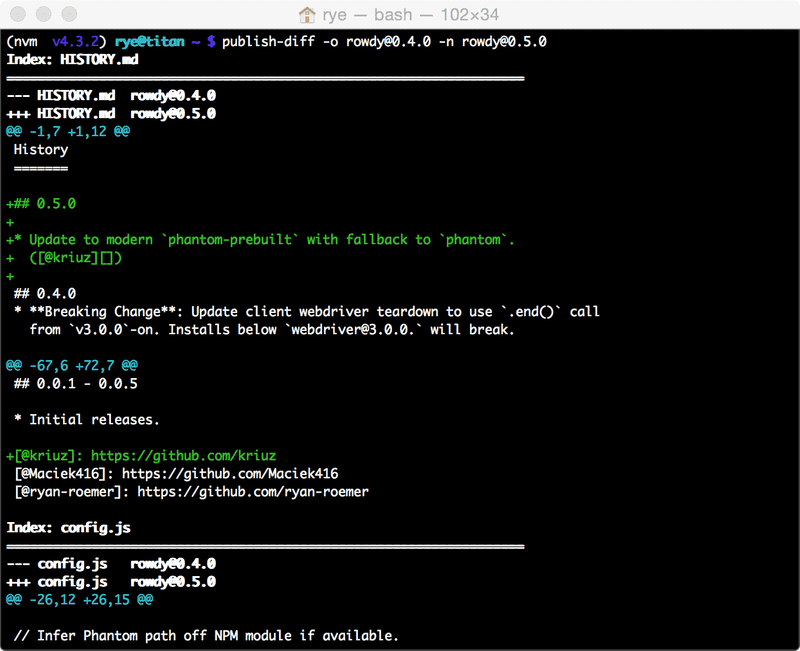 rye — bash — 102×34
(nvm  v4.3.2) rye@titan ~ $ publish-diff -o rowdy@0.4.0 -n rowdy@0.5.0
Index: HISTORY.md
===================================================================
--- HISTORY.md  rowdy@0.4.0
+++ HISTORY.md  rowdy@0.5.0
@@ -1,7 +1,12 @@
 History
 =======

+## 0.5.0
+
+* Update to modern `phantom-prebuilt` with fallback to `phantom`.
+  ([@kriuz][])
+
 ## 0.4.0
 * **Breaking Change**: Update client webdriver teardown to use `.end()` call
   from `v3.0.0`-on. Installs below `webdriver@3.0.0.` will break.

@@ -67,6 +72,7 @@
 ## 0.0.1 - 0.0.5

 * Initial releases.

+[@kriuz]: https://github.com/kriuz
 [@Maciek416]: https://github.com/Maciek416
 [@ryan-roemer]: https://github.com/ryan-roemer

Index: config.js
===================================================================
--- config.js   rowdy@0.4.0
+++ config.js   rowdy@0.5.0
@@ -26,12 +26,15 @@

 // Infer Phantom path off NPM module if available.